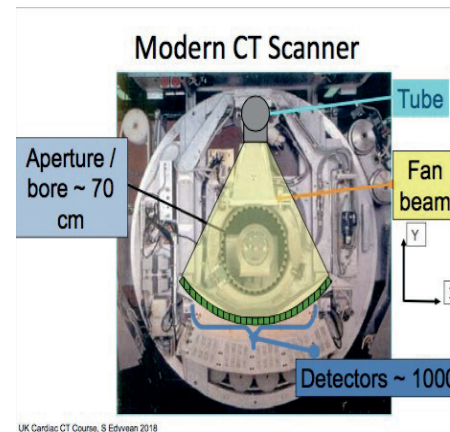 Modern CT Scanner
Tube
Aperture /
bore ~ 70
cm
Fan
beam
Y
Detectors ~ 1000
UK Cardiac CT Course, S Edyvean 2018